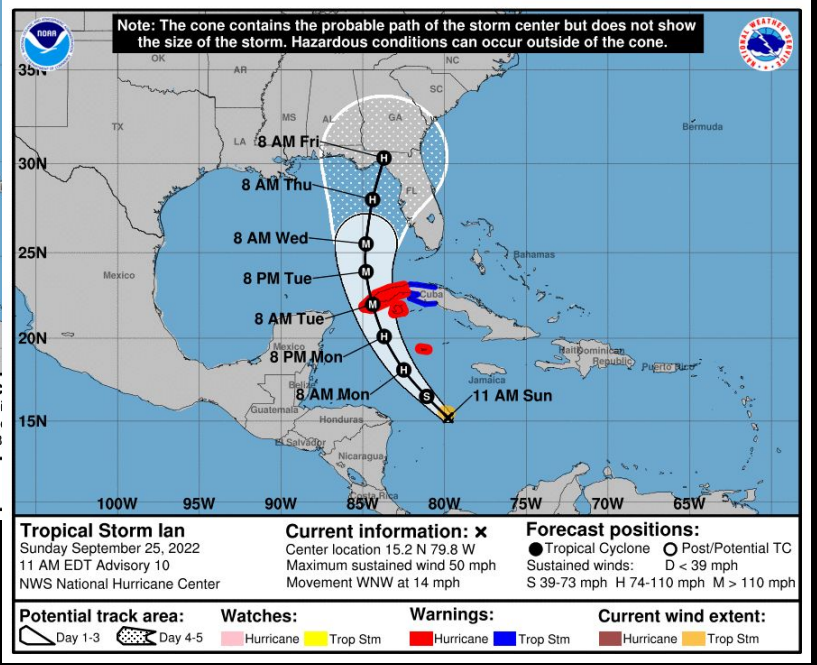 Note: The cone contains the probable path of the storm center but does not show
the size of the storm. Hazardous conditions can occur outside of the cone.
NOAA
NATIONAL WEATHER SERVICE
35N
30N
25N
20N
15N
OK
AR
NC
SC
TX
MS
AL
GA
LA
FL
Bermuda
8 AM Fri
8 AM Thu
8 AM Wed
8 PM Tue
8 AM Tue
8 PM Mon
8 AM Mon
11 AM Sun
H
H
M
M
M
H
H
S
Mexico
Bahamas
Cuba
Mexico
Haiti
Dominican
Republic
Puerto Rico
Jamaica
Belize
Guatemala
Honduras
El Salvador
Nicaragua
Costa Rica
100W 95W 90W 85W 80W 75W 70W 65W
Tropical Storm Ian
Sunday September 25, 2022
11 AM EDT Advisory 10
NWS National Hurricane Center
Current information: x
Center location 15.2 N 79.8 W
Maximum sustained wind 50 mph
Movement WNW at 14 mph
Forecast positions:
Tropical Cyclone Post/Potential TC
Sustained winds: D < 39 mph
S 39-73 mph H 74-110 mph M > 110 mph
Potential track area:
Day 1-3 Day 4-5
Watches:
Hurricane Trop Stm
Warnings:
Hurricane Trop Stm
Current wind extent:
Hurricane Trop Stm